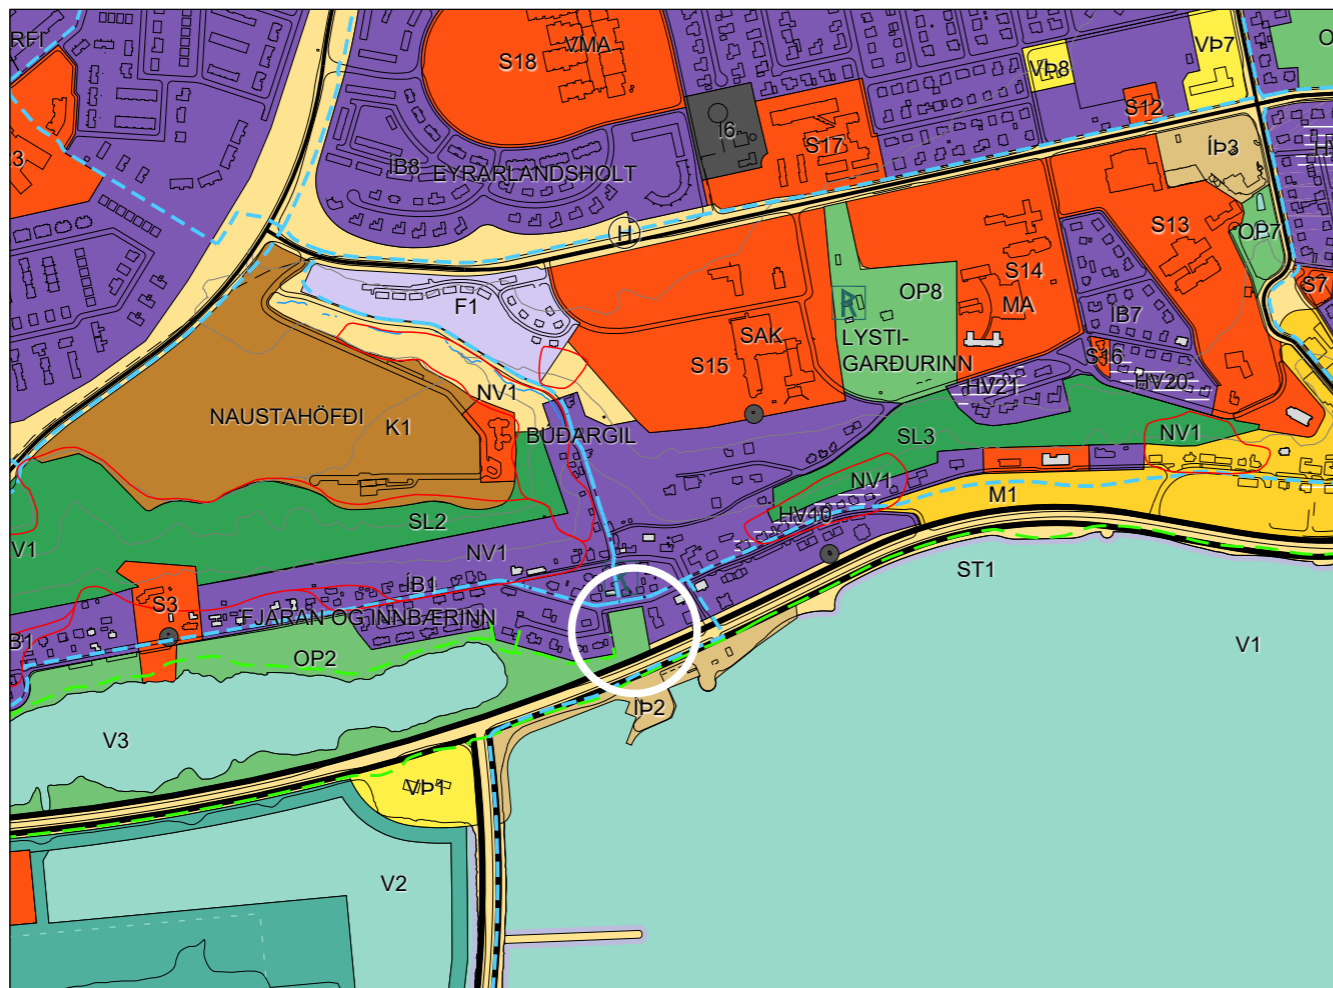 RFI
S18
VMA
VÞ7
VÞ8
S12
I6
S17
ÍB8
EYRARLANDSHOLT
ÍÞ3
S13
OP7
H
S14
MA
OP8
ÍB7
S7
F1
SAK
S15
LYSTI-
GARÐURINN
S16
HV21
HV20
NV1
NAUSTAHÖFÐI
K1
BÚÐARGIL
SL3
NV1
NV1
M1
HV10
SL2
V1
NV1
ÍB1
ST1
S3
FJARAN OG INNBÆRINN
B1
OP2
V1
ÍÞ2
V3
VÞ1
V2